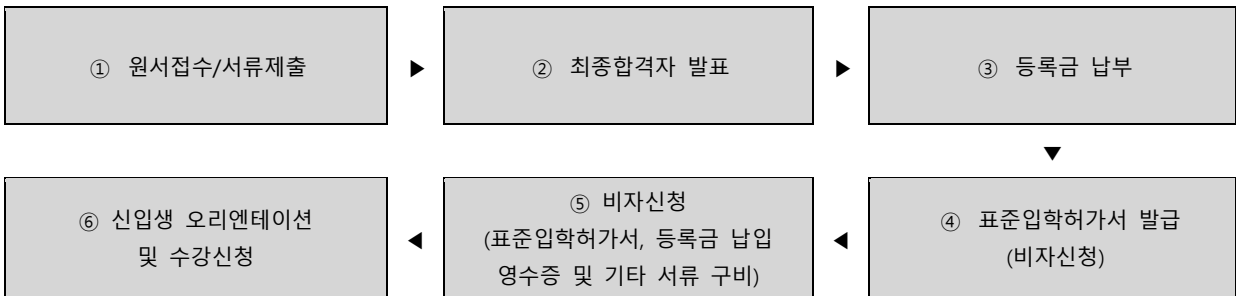 ① 원서접수/서류제출
▶
② 최종합격자 발표
▶
③ 등록금 납부
▼
④ 표준입학허가서 발급
(비자신청)
◀
⑤ 비자신청
(표준입학허가서, 등록금 납입
영수증 및 기타 서류 구비)
◀
⑥ 신입생 오리엔테이션
및 수강신청